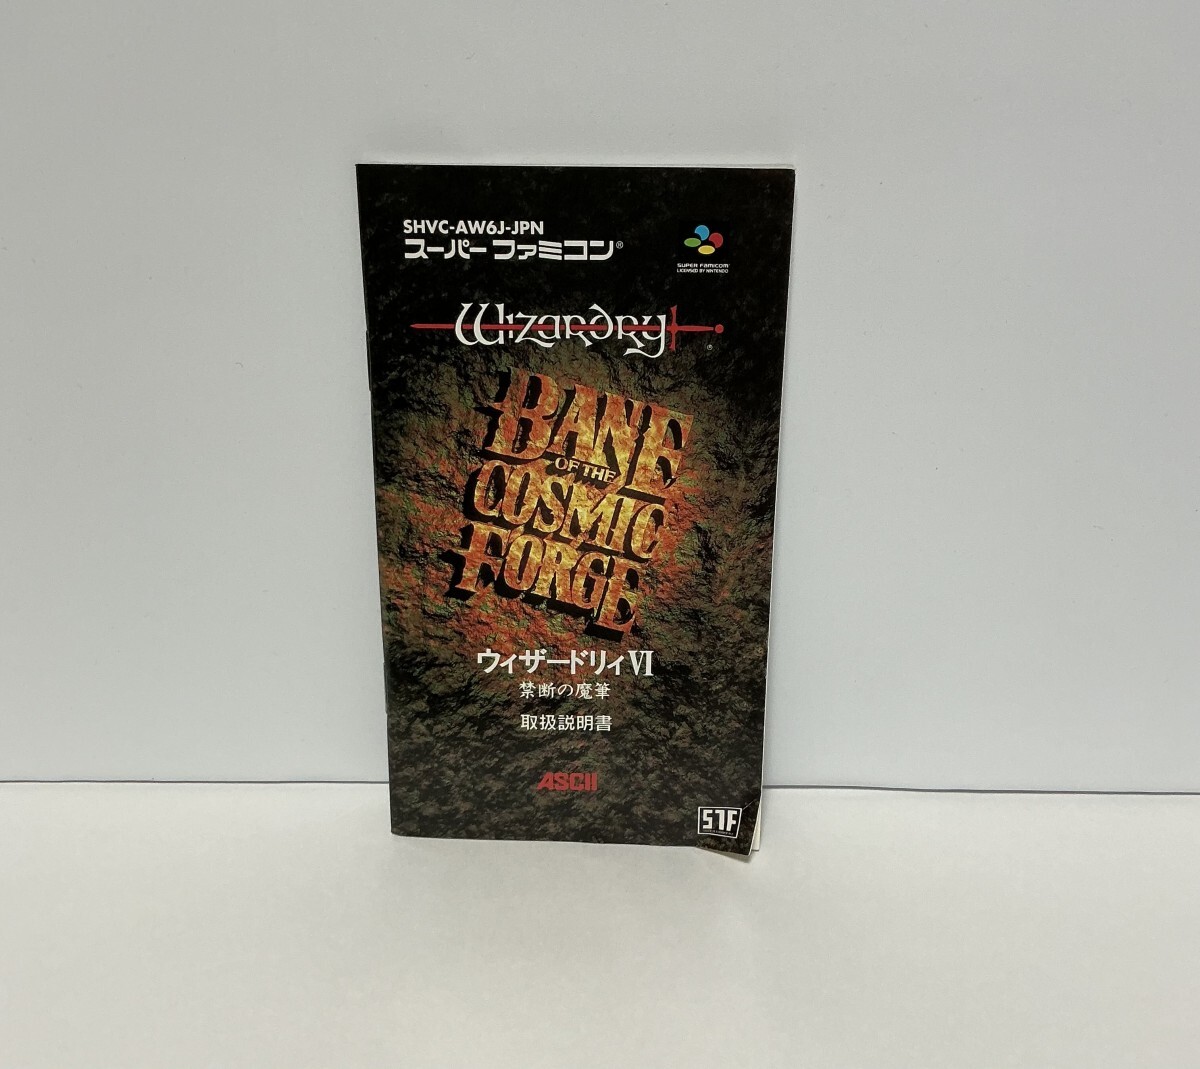 SHVC-AW6J-JPN
スーパーファミコン®
SUPER FAMICOM
LICENSED BY NINTENDO
Wizardry®
BANE
OF THE
COSMIC
FORGE
ウィザードリィVI
禁断の魔筆
取扱説明書
ASCII
STF